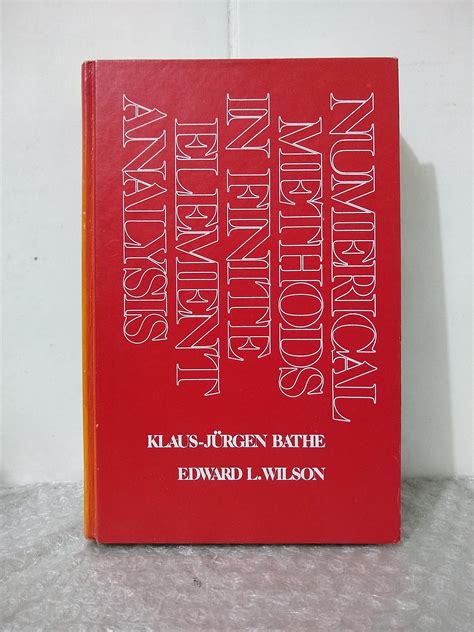 NUMERICAL
METHODS
IN FINITE
ELEMENT
ANALYSIS
KLAUS-JÜRGEN BATHE
EDWARD L. WILSON